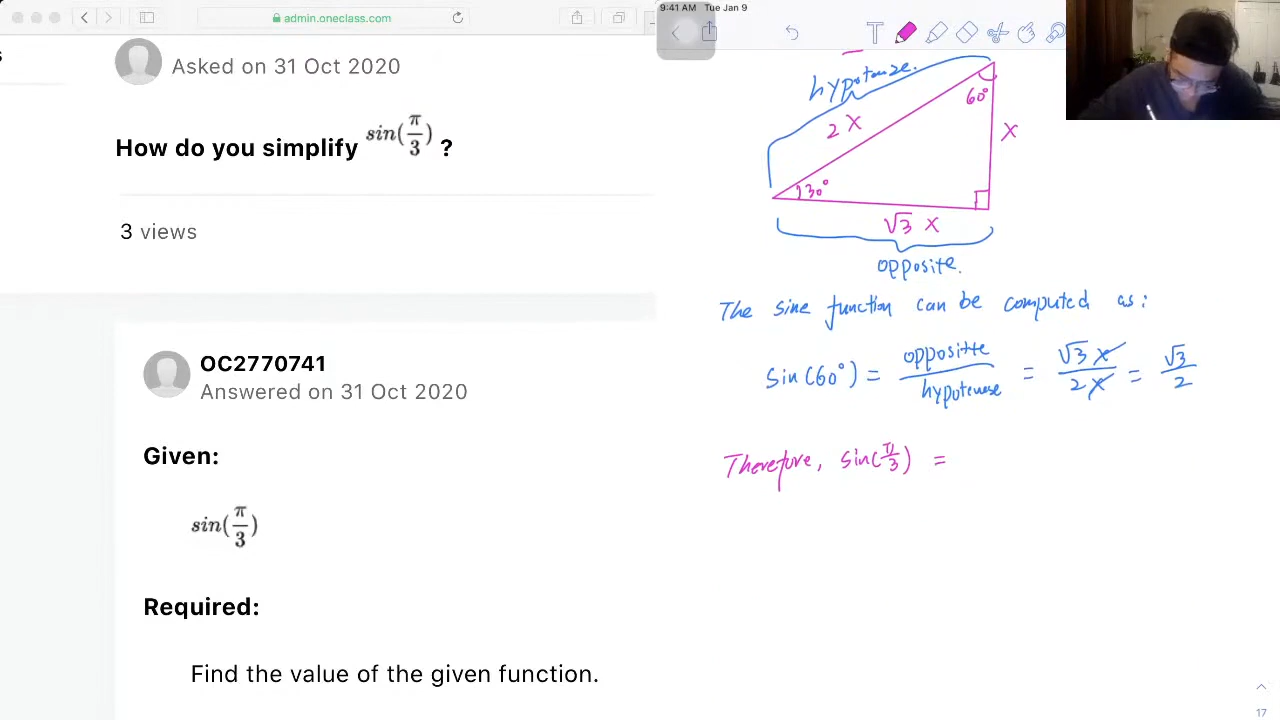 admin.oneclass.com
Asked on 31 Oct 2020
How do you simplify sin(π/3) ?
3 views
OC2770741
Answered on 31 Oct 2020
Given:
sin(π/3)
Required:
Find the value of the given function.
9:41 AM Tue Jan 9
hypotenuse.
2x
60°
x
30°
√3 x
opposite.
The sine function can be computed as:
sin(60°) = opposite/hypotenuse = √3 x/2x = √3/2
Therefore, sin(π/3) =
17